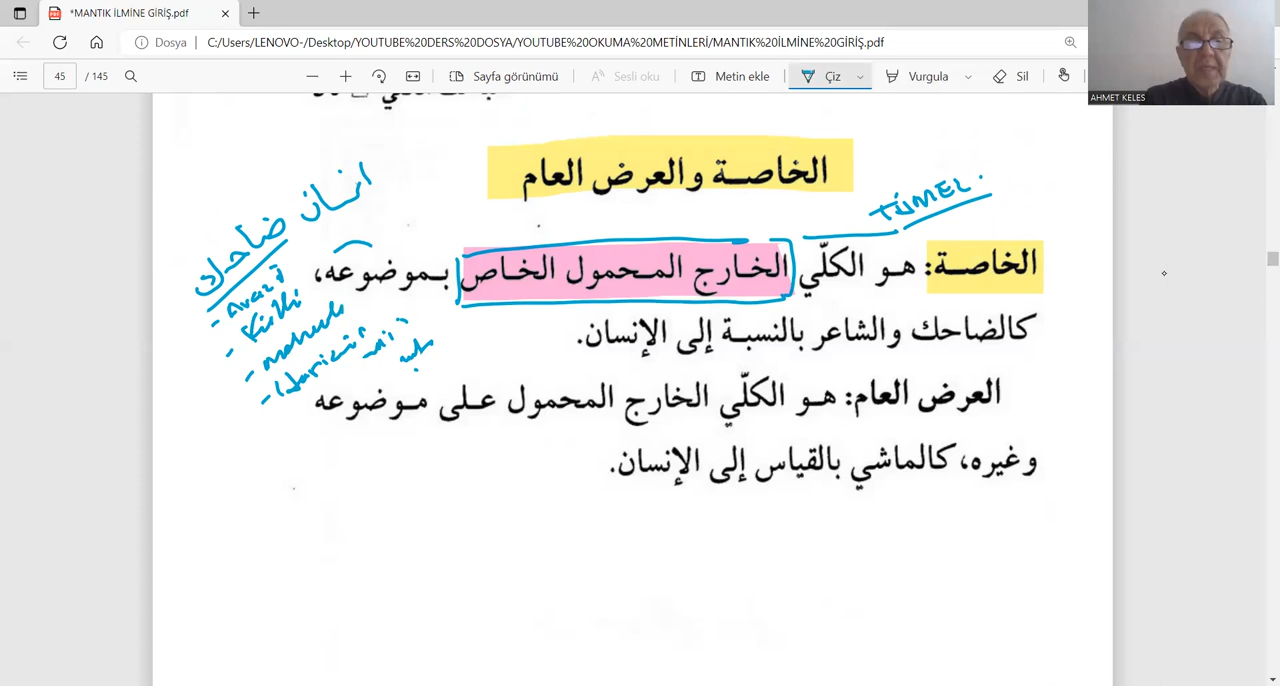 *MANTIK İLMİNE GİRİŞ.pdf
Dosya
C:/Users/LENOVO-/Desktop/YOUTUBE%20DERS%20DOSYA/YOUTUBE%20OKUMA%20METİNLERİ/MANTIK%20İLMİNE%20GİRİŞ.pdf
45 / 145
Sayfa görünümü
Sesli oku
Metin ekle
Çiz
Vurgula
Sil
AHMET KELES
الخاصة والعرض العام
TÜMEL.
انسان ضاحك
الخاصة: هو الكلّي الخارج المحمول الخاص بموضوعه،
كالضاحك والشاعر بالنسبة إلى الإنسان.
العرض العام: هو الكلّي الخارج المحمول على موضوعه
وغيره، كالماشي بالقياس إلى الإنسان.